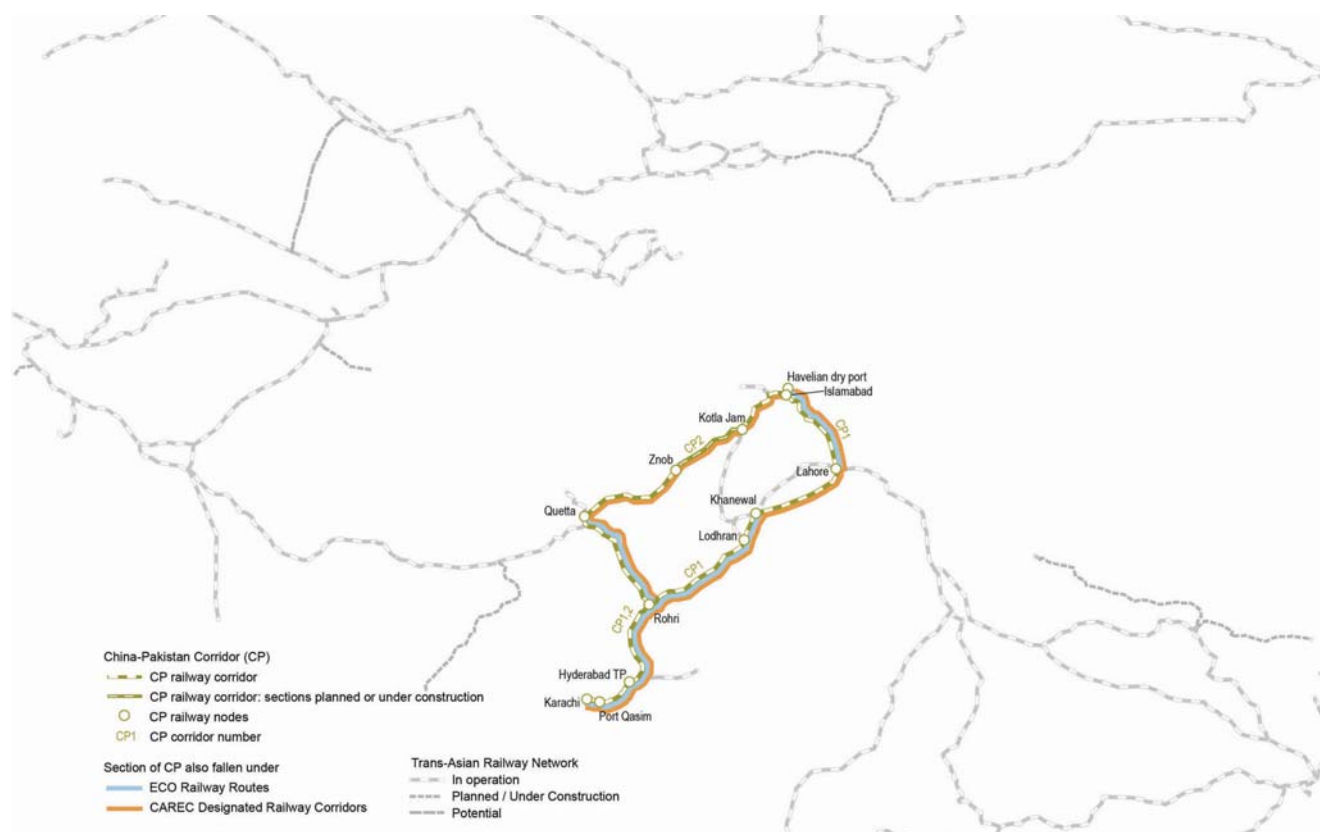 Havelian dry port
Islamabad
Kotla Jam
CP1
CP2
Znob
Lahore
Khanewal
Quetta
Lodhran
CP1
CP1,2
Rohri
Hyderabad TP
Karachi
Port Qasim
China-Pakistan Corridor (CP)
CP railway corridor
CP railway corridor: sections planned or under construction
CP railway nodes
CP1 CP corridor number
Section of CP also fallen under
ECO Railway Routes
CAREC Designated Railway Corridors
Trans-Asian Railway Network
In operation
Planned / Under Construction
Potential